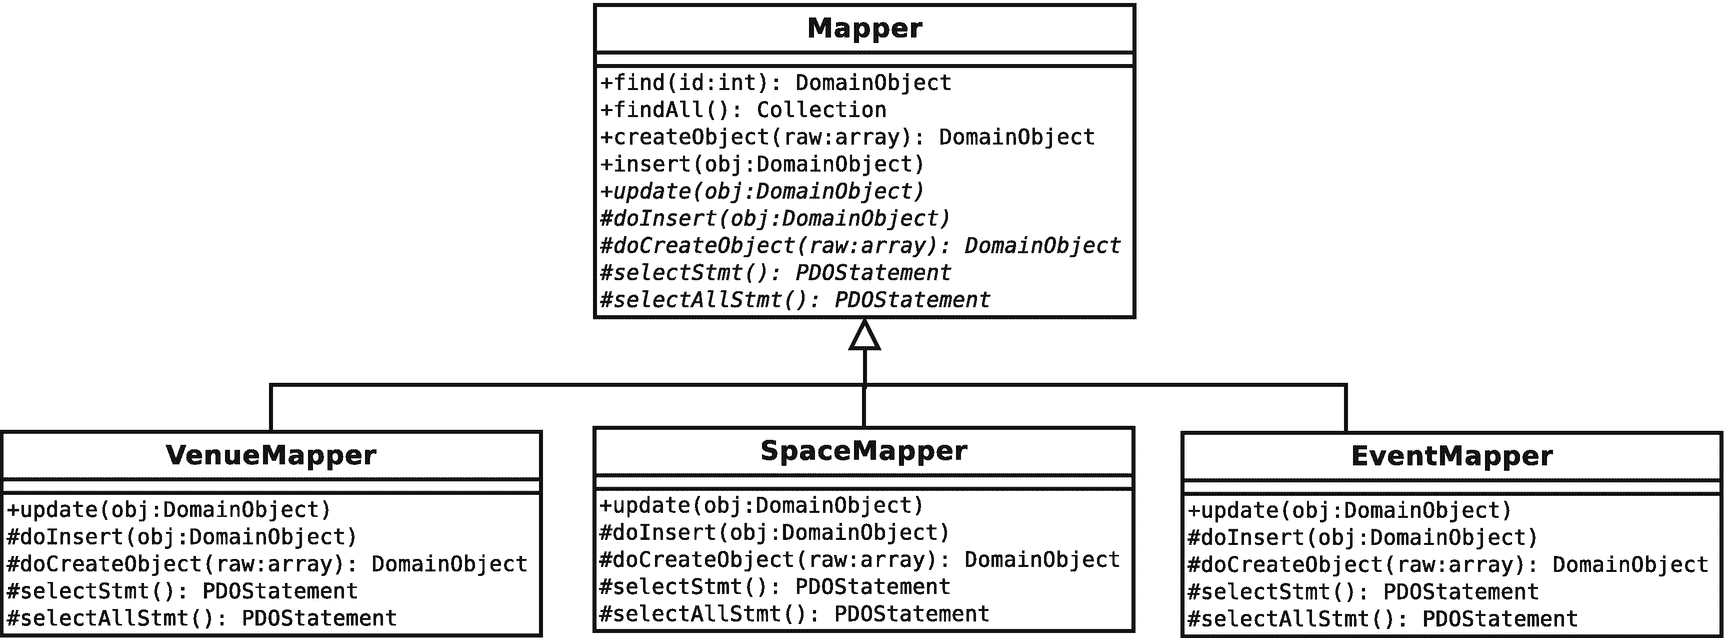 Mapper
+find(id:int): DomainObject
+findAll(): Collection
+createObject(raw:array): DomainObject
+insert(obj:DomainObject)
+update(obj:DomainObject)
#doInsert(obj:DomainObject)
#doCreateObject(raw:array): DomainObject
#selectStmt(): PDOStatement
#selectAllStmt(): PDOStatement
VenueMapper
+update(obj:DomainObject)
#doInsert(obj:DomainObject)
#doCreateObject(raw:array): DomainObject
#selectStmt(): PDOStatement
#selectAllStmt(): PDOStatement
SpaceMapper
+update(obj:DomainObject)
#doInsert(obj:DomainObject)
#doCreateObject(raw:array): DomainObject
#selectStmt(): PDOStatement
#selectAllStmt(): PDOStatement
EventMapper
+update(obj:DomainObject)
#doInsert(obj:DomainObject)
#doCreateObject(raw:array): DomainObject
#selectStmt(): PDOStatement
#selectAllStmt(): PDOStatement